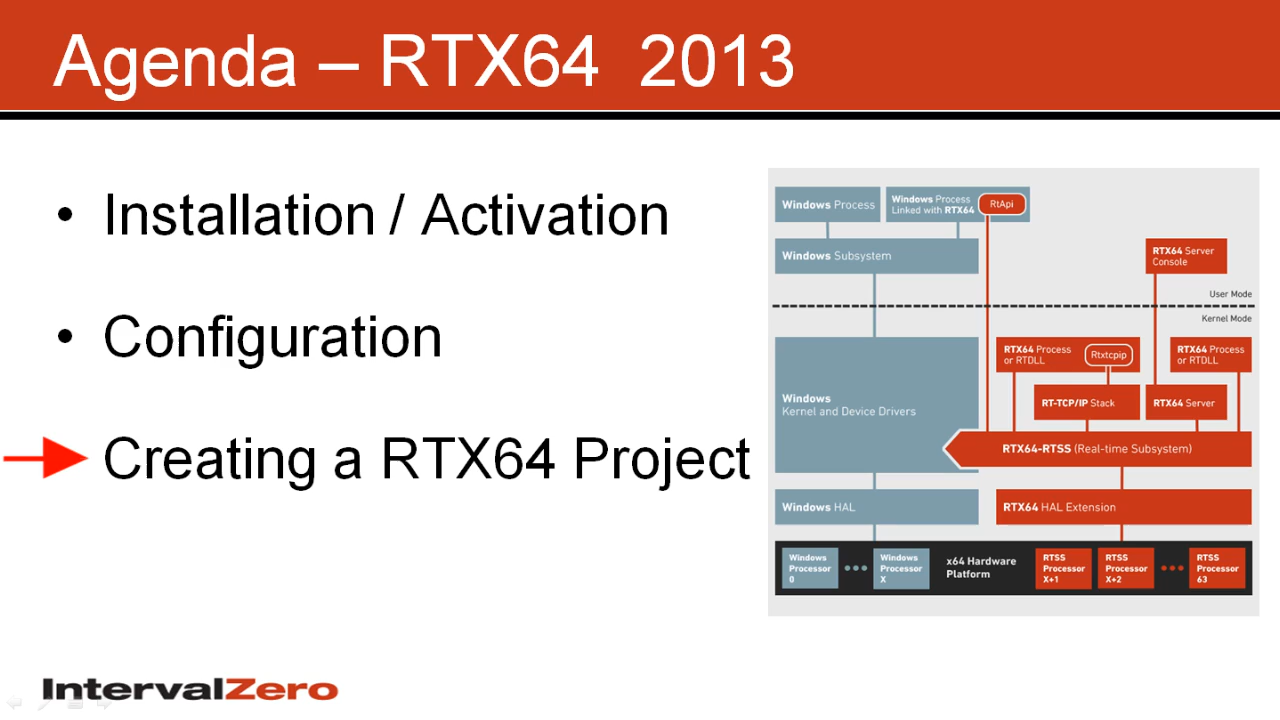 Agenda – RTX64 2013
• Installation / Activation
• Configuration
Creating a RTX64 Project
Windows Process
Windows Process
Linked with RTX64
RtApi
Windows Subsystem
RTX64 Server
Console
User Mode
Kernel Mode
RTX64 Process
or RTDLL
Rtxtcpip
RTX64 Process
or RTDLL
Windows
Kernel and Device Drivers
RT-TCP/IP Stack
RTX64 Server
RTX64-RTSS (Real-time Subsystem)
Windows HAL
RTX64 HAL Extension
Windows
Processor
0
Windows
Processor
X
x64 Hardware
Platform
RTSS
Processor
X+1
RTSS
Processor
X+2
RTSS
Processor
63
IntervalZero